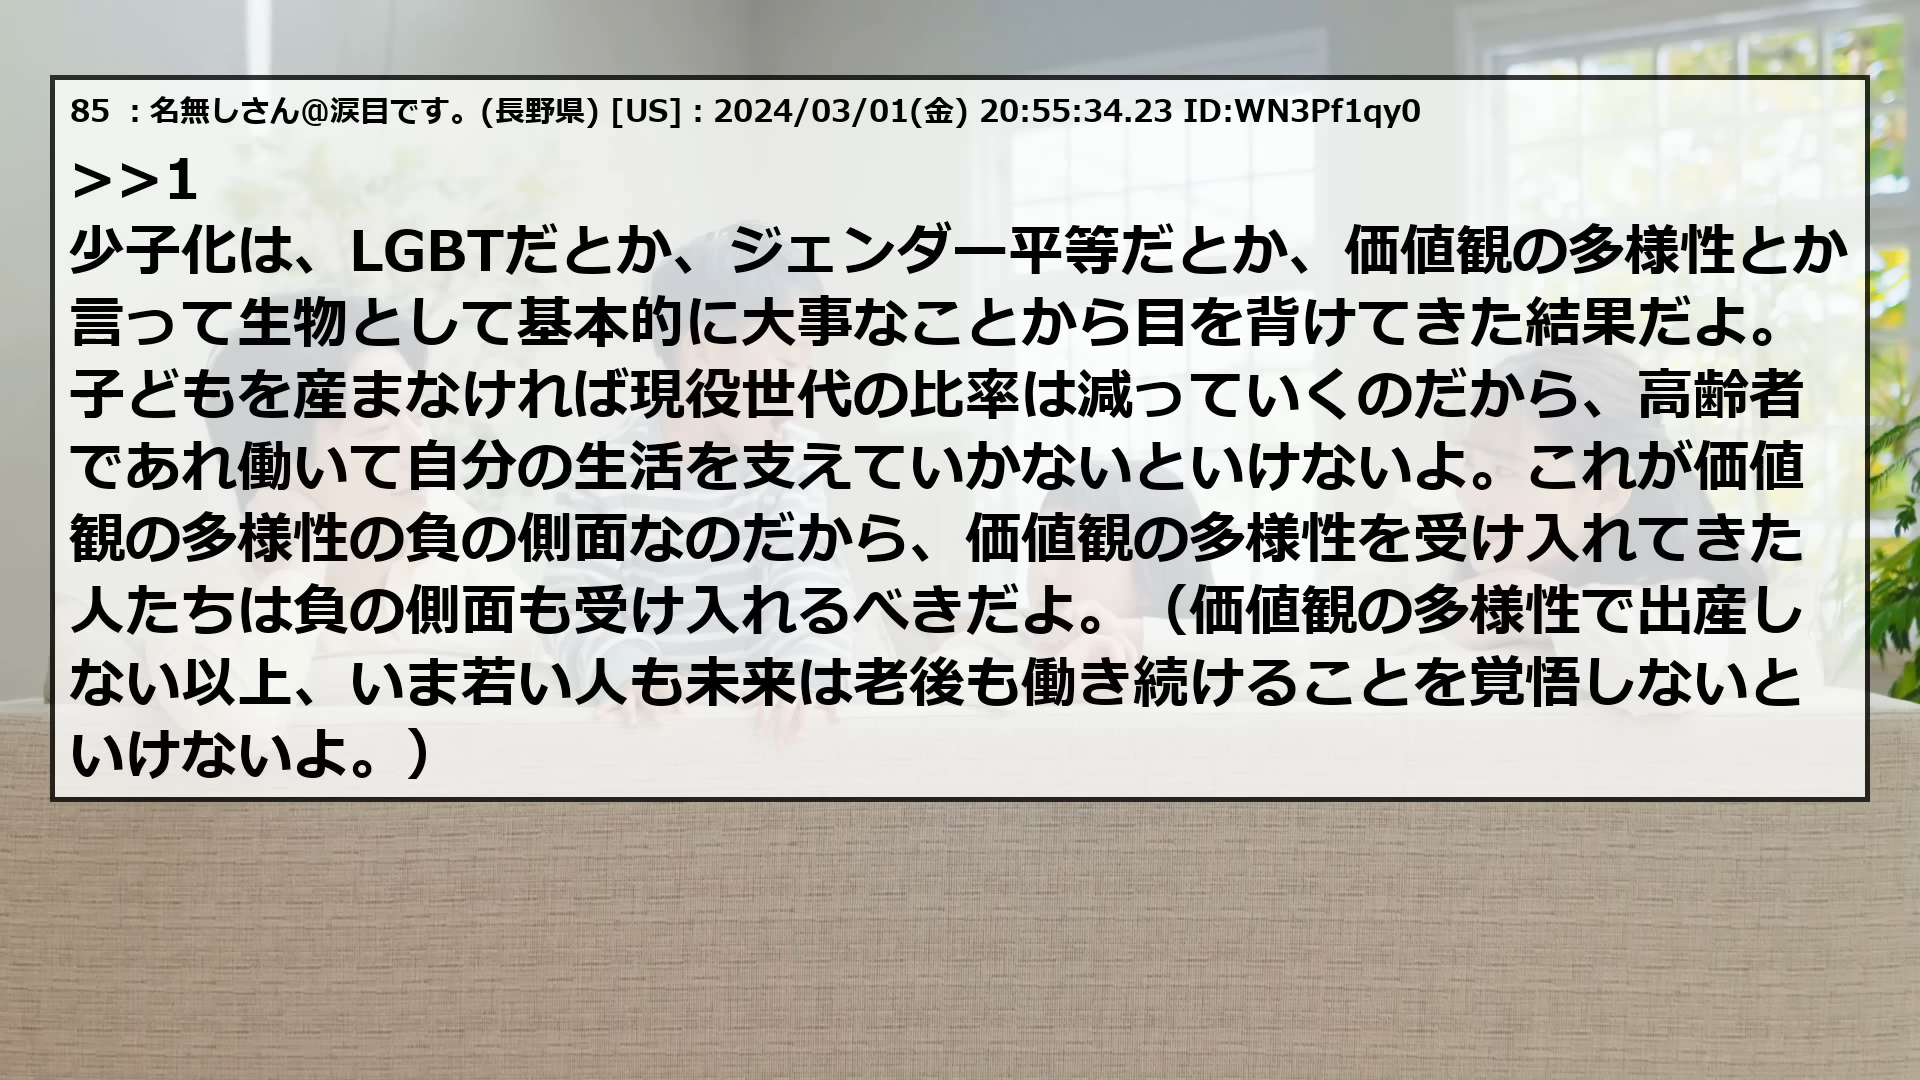 85 ：名無しさん@涙目です。(長野県) [US]：2024/03/01(金) 20:55:34.23 ID:WN3Pf1qy0
>>1
少子化は、LGBTだとか、ジェンダー平等だとか、価値観の多様性とか
言って生物として基本的に大事なことから目を背けてきた結果だよ。
子どもを産まなければ現役世代の比率は減っていくのだから、高齢者
であれ働いて自分の生活を支えていかないといけないよ。これが価値
観の多様性の負の側面なのだから、価値観の多様性を受け入れてきた
人たちは負の側面も受け入れるべきだよ。（価値観の多様性で出産し
ない以上、いま若い人も未来は老後も働き続けることを覚悟しないと
いけないよ。）